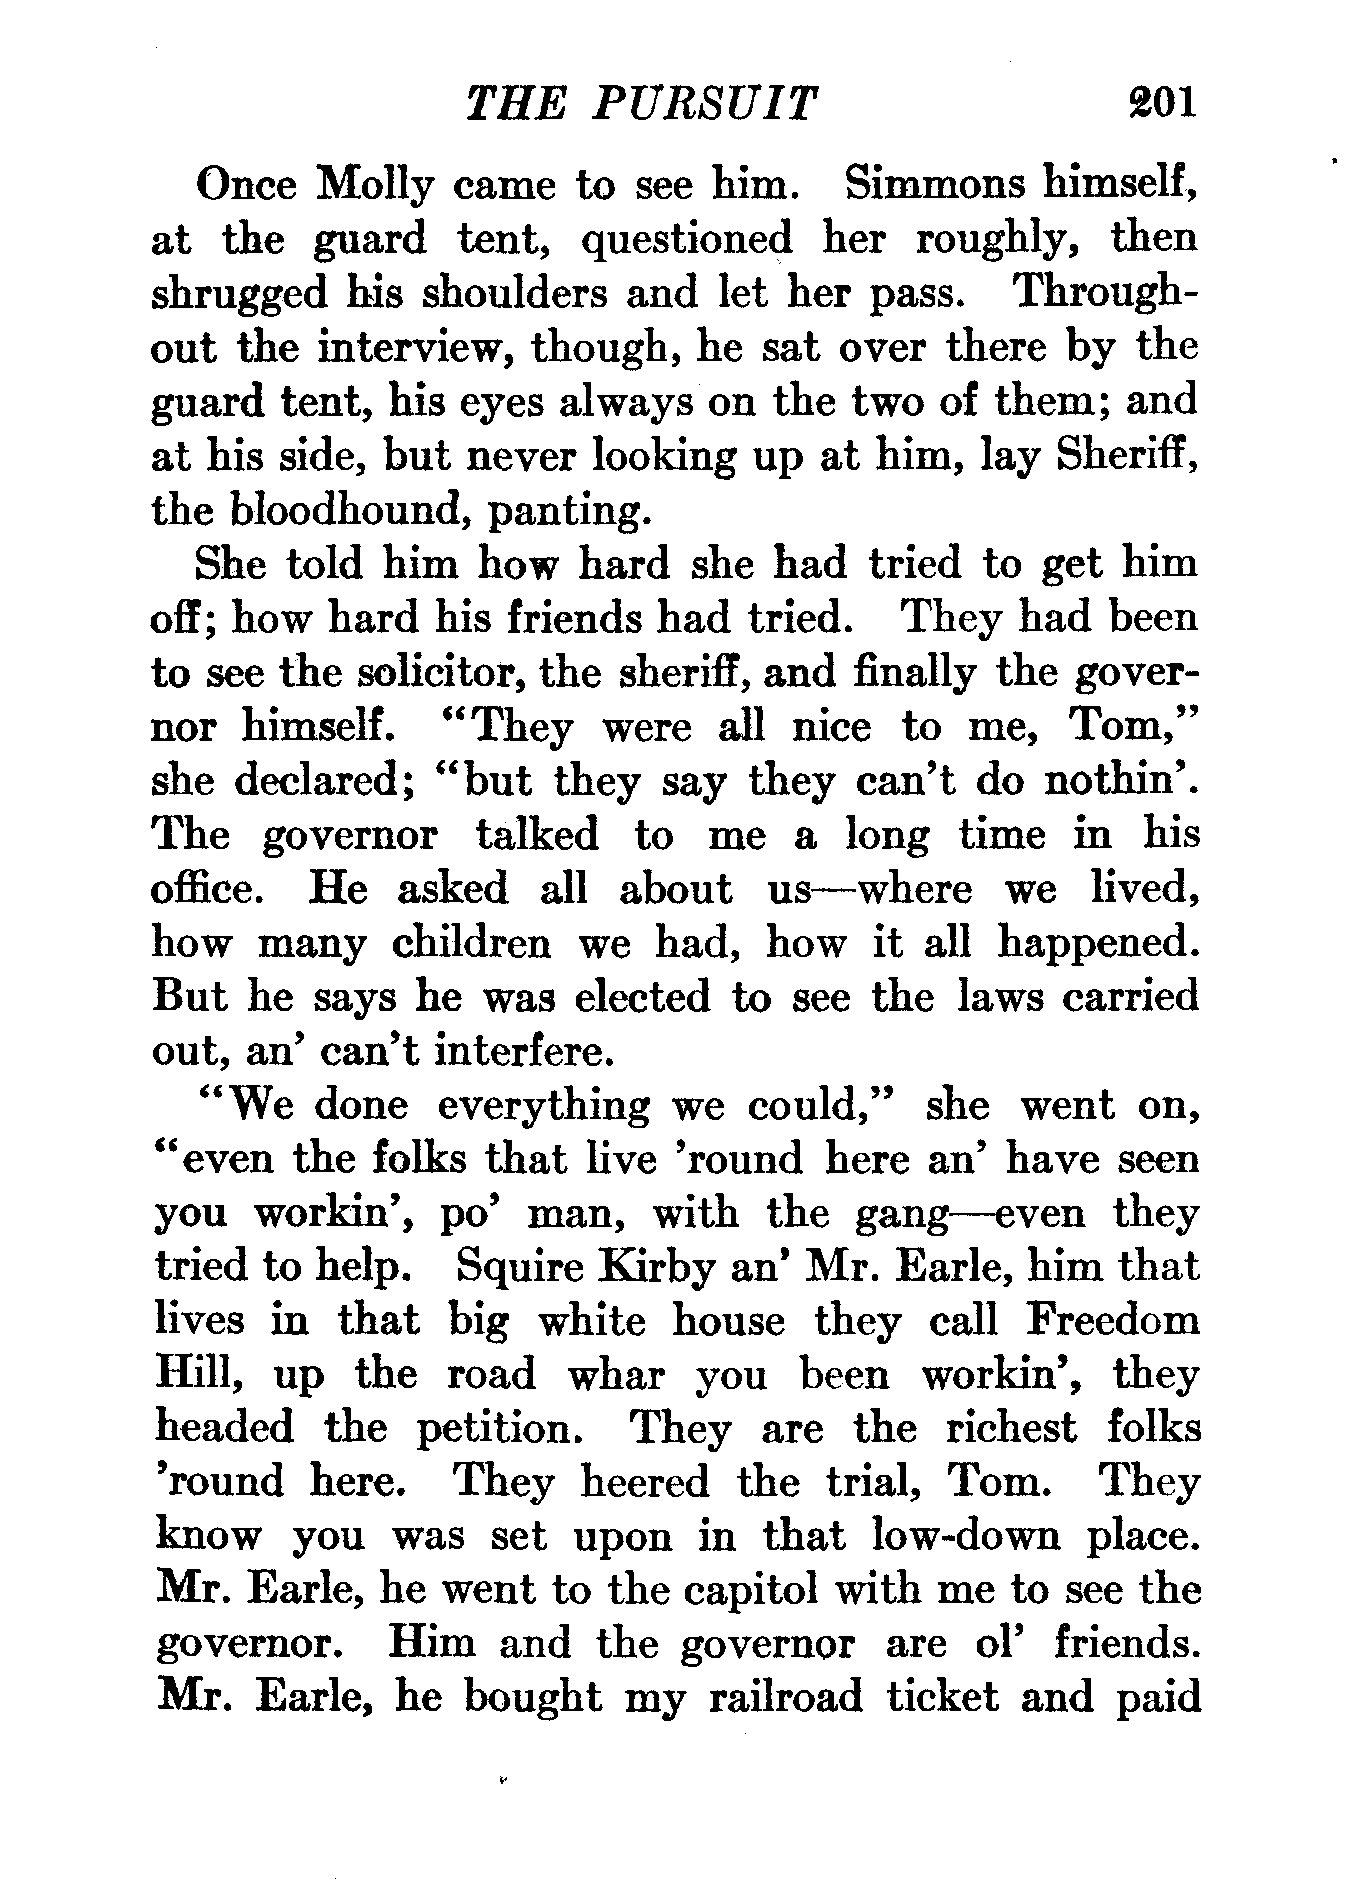 THE PURSUIT 201
Once Molly came to see him. Simmons himself,
at the guard tent, questioned her roughly, then
shrugged his shoulders and let her pass. Through-
out the interview, though, he sat over there by the
guard tent, his eyes always on the two of them; and
at his side, but never looking up at him, lay Sheriff,
the bloodhound, panting.
She told him how hard she had tried to get him
off; how hard his friends had tried. They had been
to see the solicitor, the sheriff, and finally the gover-
nor himself. “They were all nice to me, Tom,”
she declared; “but they say they can’t do nothin’.
The governor talked to me a long time in his
office. He asked all about us—where we lived,
how many children we had, how it all happened.
But he says he was elected to see the laws carried
out, an’ can’t interfere.
“We done everything we could,” she went on,
“even the folks that live ’round here an’ have seen
you workin’, po’ man, with the gang—even they
tried to help. Squire Kirby an’ Mr. Earle, him that
lives in that big white house they call Freedom
Hill, up the road whar you been workin’, they
headed the petition. They are the richest folks
’round here. They heered the trial, Tom. They
know you was set upon in that low-down place.
Mr. Earle, he went to the capitol with me to see the
governor. Him and the governor are ol’ friends.
Mr. Earle, he bought my railroad ticket and paid